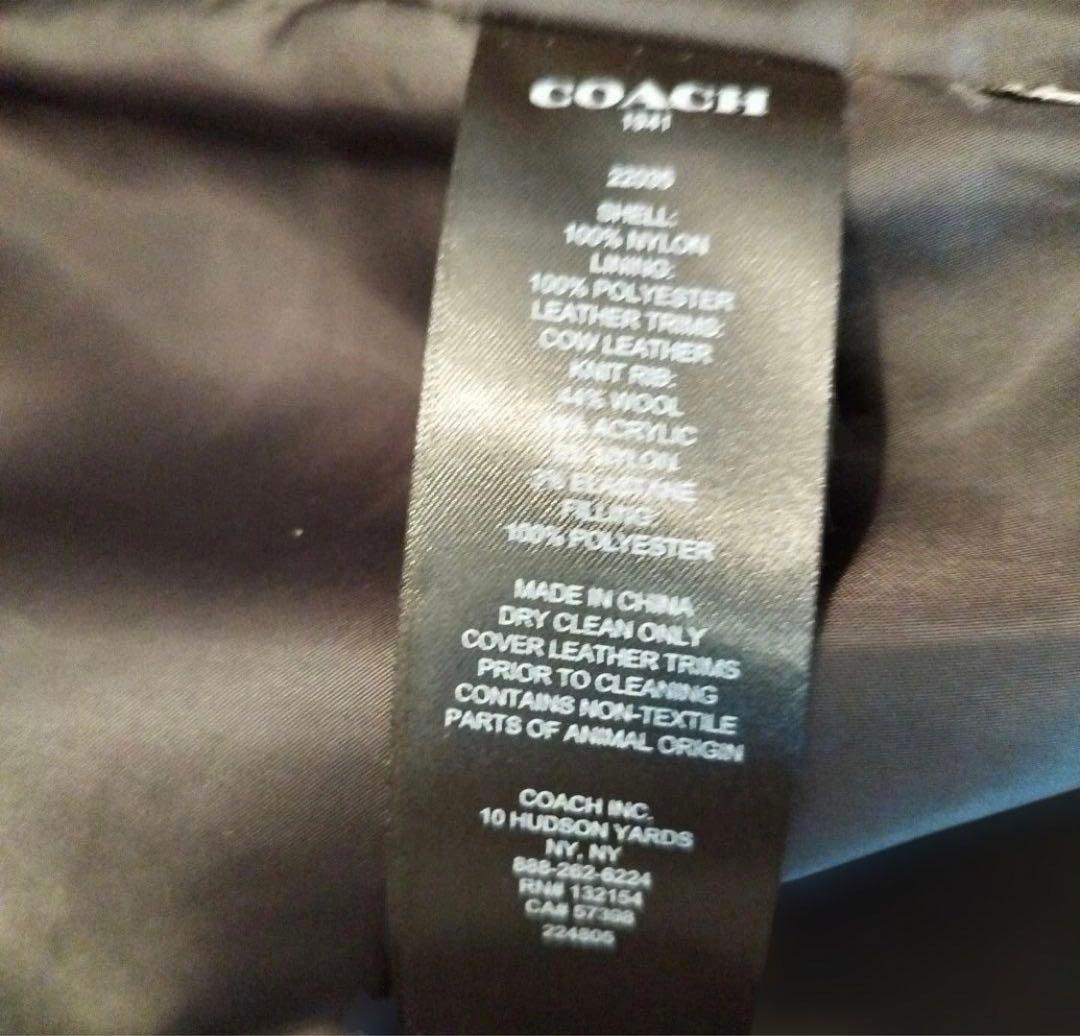 COACH
1941
SHELL:
100% NYLON
LINING:
100% POLYESTER
LEATHER TRIMS:
COW LEATHER
KNIT RIB:
44% WOOL
ACRYLIC
NYLON
ELASTANE
FILLING:
100% POLYESTER
MADE IN CHINA
DRY CLEAN ONLY
COVER LEATHER TRIMS
PRIOR TO CLEANING
CONTAINS NON-TEXTILE
PARTS OF ANIMAL ORIGIN
COACH INC.
10 HUDSON YARDS
NY, NY
888-262-6224
RN# 132154
CA# 57398
224805